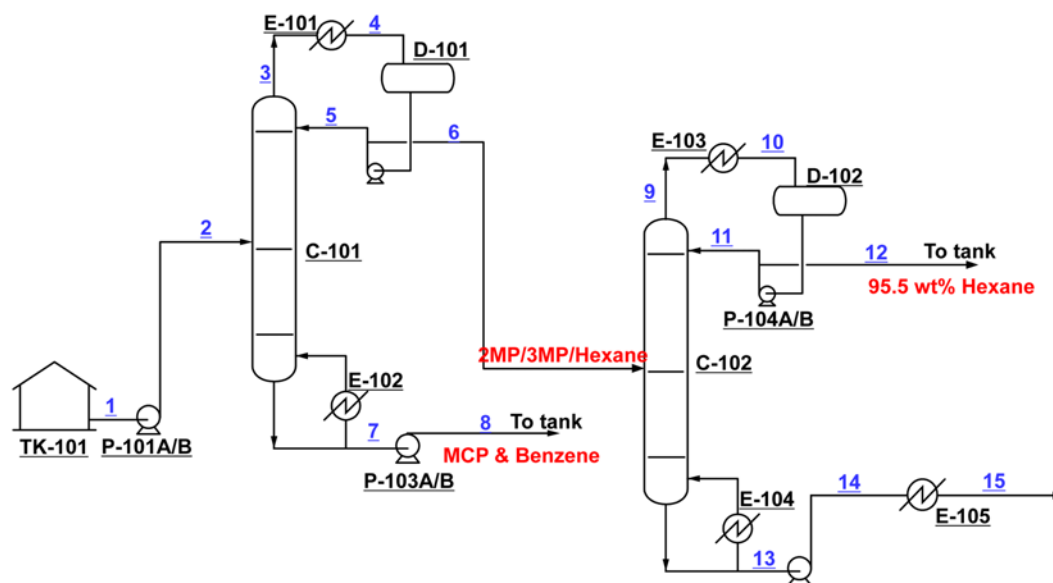 E-101
4
D-101
3
5
6
E-103
10
D-102
9
2
C-101
11
12
To tank
95.5 wt% Hexane
P-104A/B
2MP/3MP/Hexane
C-102
E-102
1
TK-101
P-101A/B
7
8
To tank
MCP & Benzene
P-103A/B
E-104
14
15
E-105
13